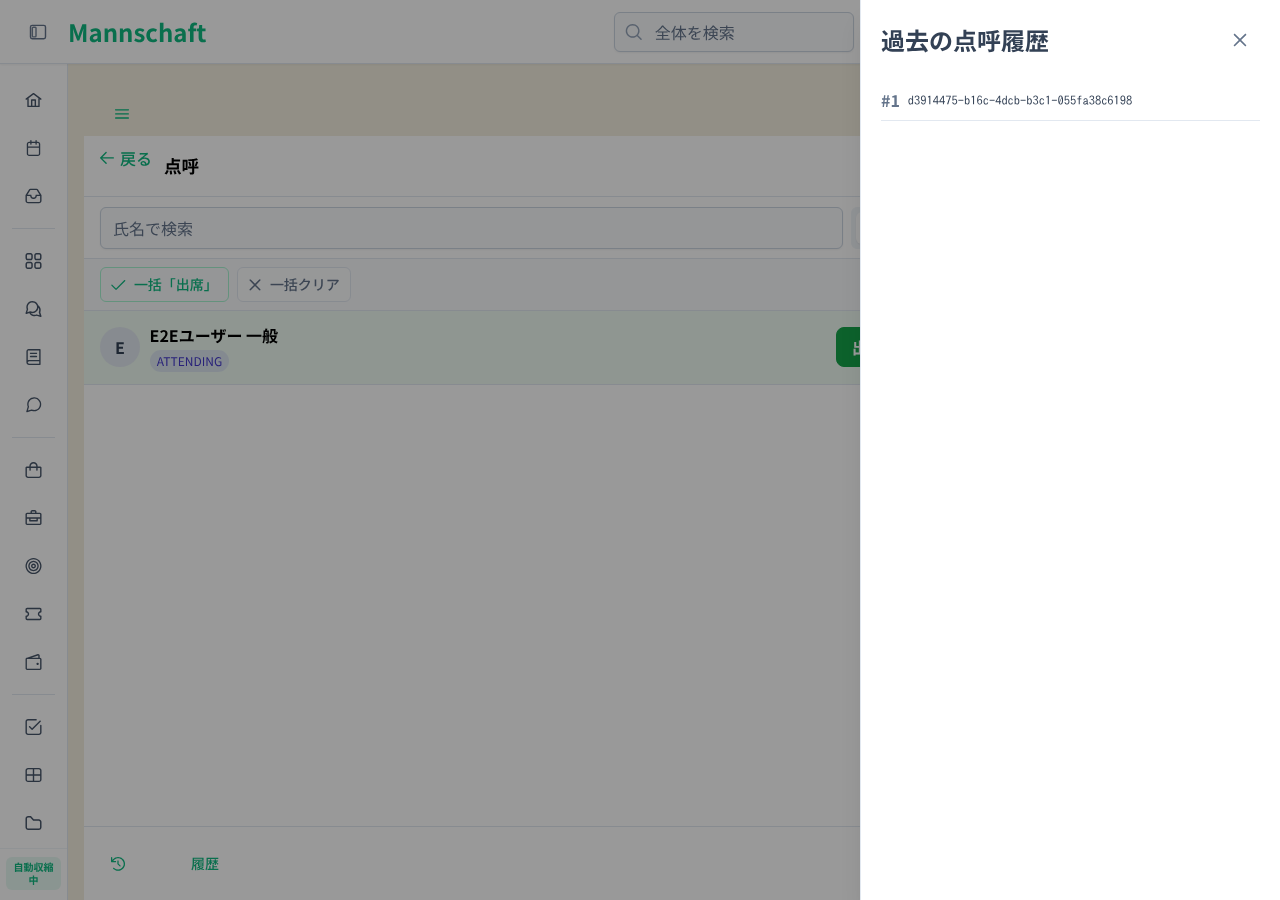 Mannschaft
全体を検索
戻る
点呼
氏名で検索
一括「出席」
一括クリア
E
E2Eユーザー 一般
ATTENDING
履歴
自動収縮
中
過去の点呼履歴
#1 d3914475-b16c-4dcb-b3c1-055fa38c6198